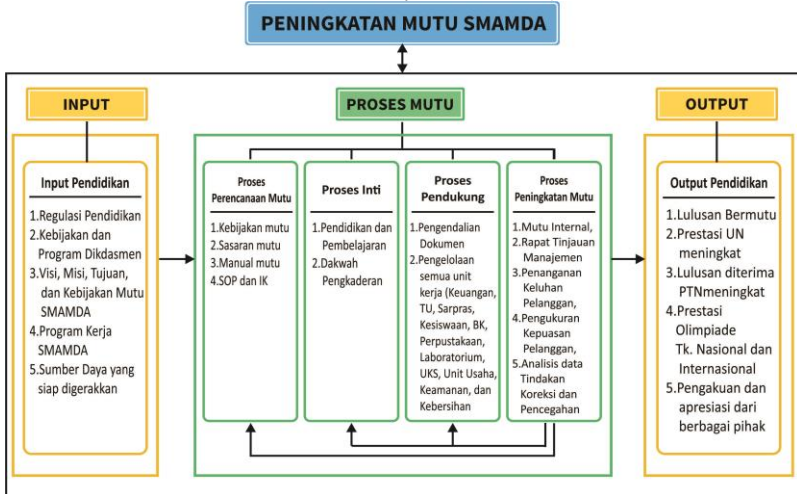 PENINGKATAN MUTU SMAMDA
INPUT
Input Pendidikan
1.Regulasi Pendidikan
2.Kebijakan dan
Program Dikdasmen
3.Visi, Misi, Tujuan,
dan Kebijakan Mutu
SMAMDA
4.Program Kerja
SMAMDA
5.Sumber Daya yang
siap digerakkan
PROSES MUTU
Proses
Perencanaan Mutu
1.Kebijakan mutu
2.Sasaran mutu
3.Manual mutu
4.SOP dan IK
Proses Inti
1.Pendidikan dan
Pembelajaran
2.Dakwah
Pengkaderan
Proses
Pendukung
1.Pengendalian
Dokumen
2.Pengelolaan
semua unit
kerja (Keuangan,
TU, Sarpras,
Kesiswaan, BK,
Perpustakaan,
Laboratorium,
UKS, Unit Usaha,
Keamanan, dan
Kebersihan
Proses
Peningkatan Mutu
1.Mutu Internal,
2.Rapat Tinjauan
Manajemen
3.Penanganan
Keluhan
Pelanggan,
4.Pengukuran
Kepuasan
Pelanggan,
5.Analisis data
Tindakan
Koreksi dan
Pencegahan
OUTPUT
Output Pendidikan
1.Lulusan Bermutu
2.Prestasi UN
meningkat
3.Lulusan diterima
PTNmeningkat
4.Prestasi
Olimpiade
Tk. Nasional dan
Internasional
5.Pengakuan dan
apresiasi dari
berbagai pihak